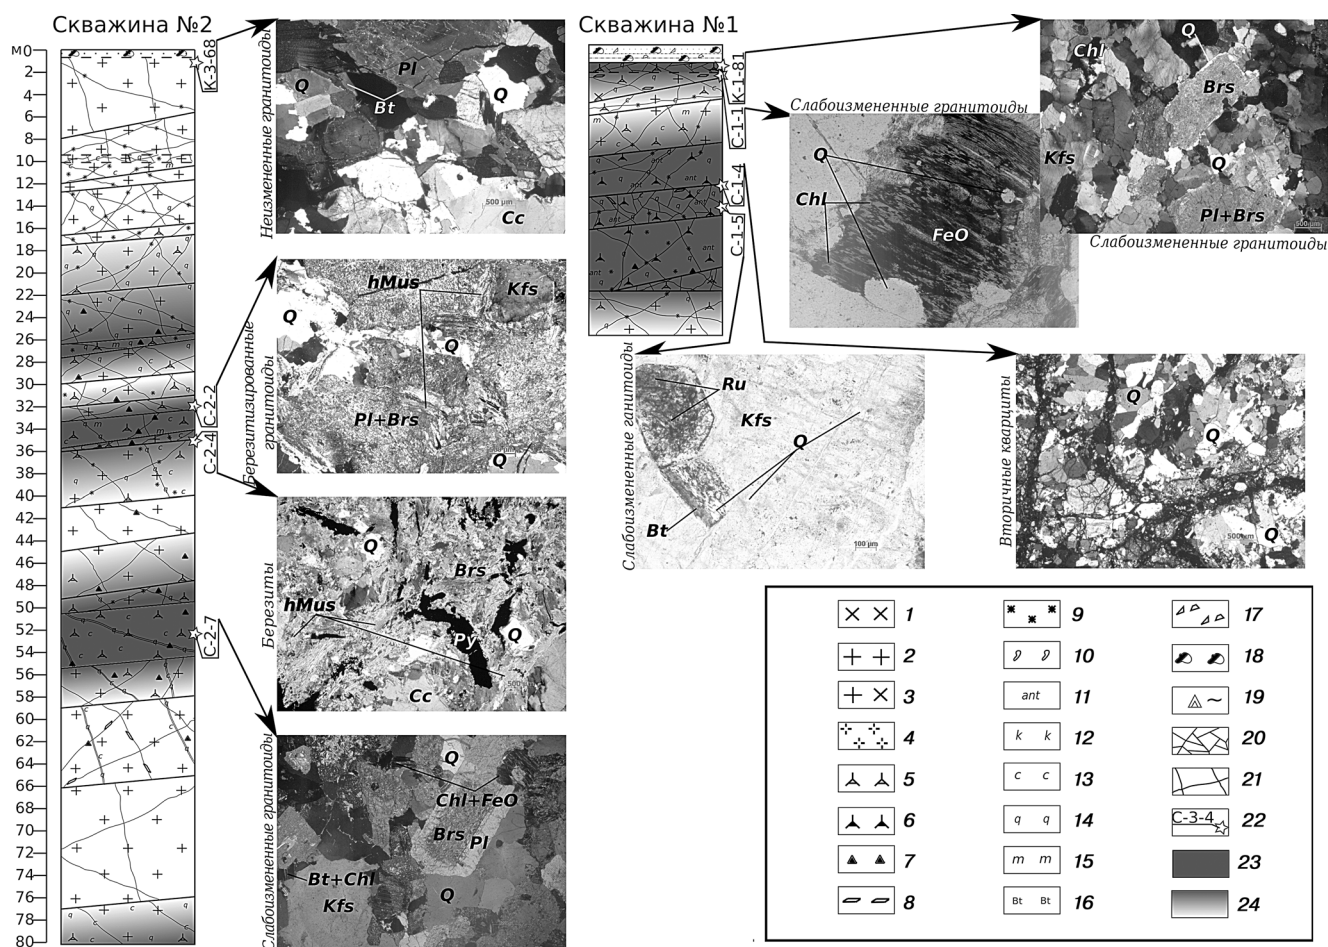 Скважина №2
м0
2
4
6
8
10
12
14
16
18
20
22
24
26
28
30
32
34
36
38
40
42
44
46
48
50
52
54
56
58
60
62
64
66
68
70
72
74
76
78
80
К-3-68
С-2-2
С-2-4
С-2-7
Неизмененные гранитоиды
Pl
Q
Bt
Q
500 µm
Cc
Березитизированные
гранитоиды
hMus
Kfs
Q
Q
Pl+Brs
µm
Q
Березиты
Q
Brs
hMus
Py
Q
500
Cc
Слабоизмененные гранитоиды
Q
Chl+FeO
Brs
Pl
Bt+Chl
Kfs
Q
Скважина №1
К-1-81
С-1-1
С-1-4
С-1-5
Слабоизмененные гранитоиды
Q
Chl
FeO
Q
Chl
Brs
Kfs
Q
Pl+Brs
500 µm
Слабоизмененные гранитоиды
Слабоизмененные ганитоиды
Ru
Kfs
Q
Bt
100 µm
Вторичные кварциты
Q
Q
500 µm
Q
1
2
3
4
5
6
7
8
9
10
ant 11
k k 12
c c 13
q q 14
m m 15
Bt Bt 16
17
18
19
20
21
С-3-4 22
23
24